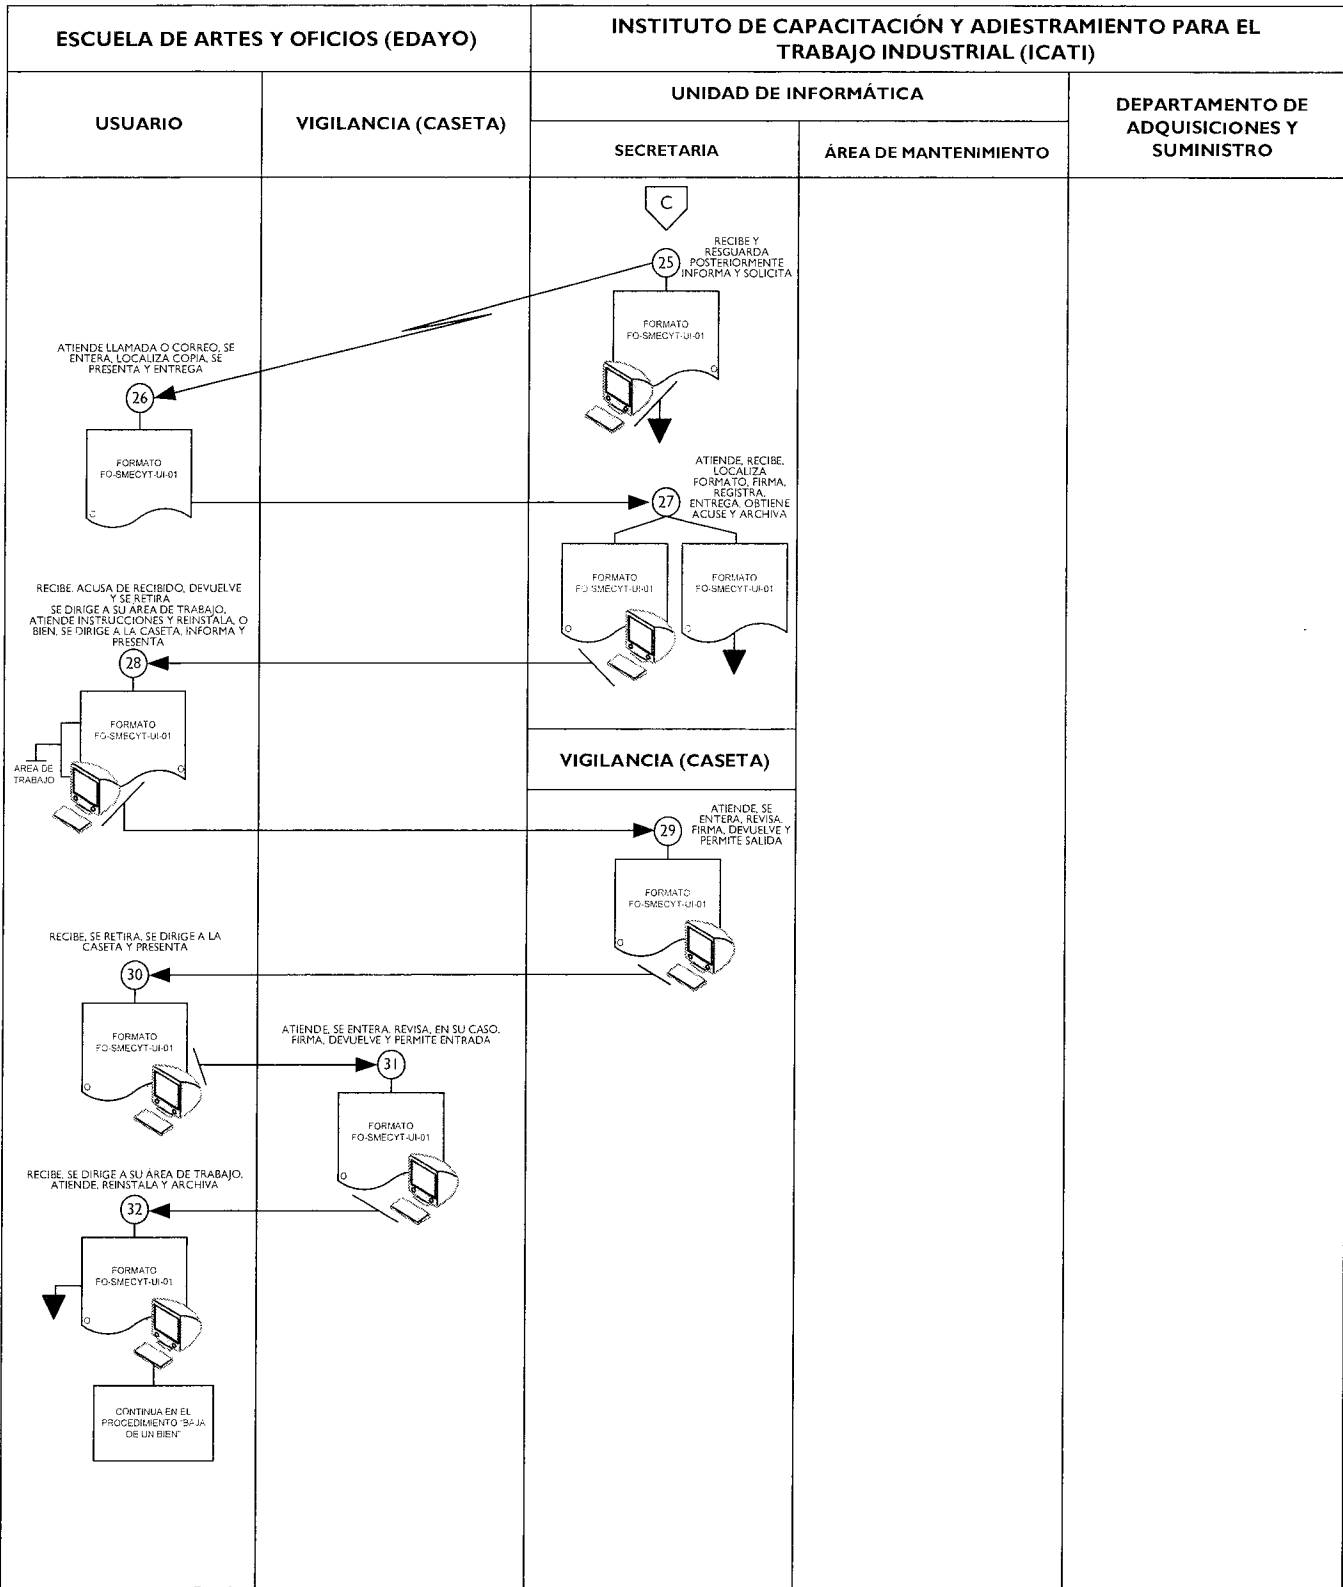 ESCUELA DE ARTES Y OFICIOS (EDAYO)
INSTITUTO DE CAPACITACIÓN Y ADIESTRAMIENTO PARA EL
TRABAJO INDUSTRIAL (ICATI)
USUARIO
VIGILANCIA (CASETA)
UNIDAD DE INFORMÁTICA
SECRETARIA
ÁREA DE MANTENIMIENTO
DEPARTAMENTO DE
ADQUISICIONES Y
SUMINISTRO
C
RECIBE Y
RESGUARDA
POSTERIORMENTE
INFORMA Y SOLICITA
25
FORMATO
FO-SMECYT-UI-01
O
ATIENDE LLAMADA O CORREO, SE
ENTERA, LOCALIZA COPIA, SE
PRESENTA Y ENTREGA
26
FORMATO
FO-SMECYT-UI-01
C
ATIENDE, RECIBE,
LOCALIZA
FORMATO, FIRMA,
REGISTRA,
ENTREGA, OBTIENE
ACUSE Y ARCHIVA
27
FORMATO
FO-SMECYT-UI-01
O
FORMATO
FO-SMECYT-UI-01
O
RECIBE, ACUSA DE RECIBIDO, DEVUELVE
Y SE RETIRA
SE DIRIGE A SU ÁREA DE TRABAJO,
ATIENDE INSTRUCCIONES Y REINSTALA, O
BIEN, SE DIRIGE A LA CASETA, INFORMA Y
PRESENTA
28
FORMATO
FO-SMECYT-UI-01
O
AREA DE
TRABAJO
VIGILANCIA (CASETA)
ATIENDE, SE
ENTERA, REVISA,
FIRMA, DEVUELVE Y
PERMITE SALIDA
29
FORMATO
FO-SMECYT-UI-01
O
RECIBE, SE RETIRA, SE DIRIGE A LA
CASETA Y PRESENTA
30
FORMATO
FO-SMECYT-UI-01
O
ATIENDE, SE ENTERA, REVISA, EN SU CASO,
FIRMA, DEVUELVE Y PERMITE ENTRADA
31
FORMATO
FO-SMECYT-UI-01
O
RECIBE, SE DIRIGE A SU ÁREA DE TRABAJO,
ATIENDE, REINSTALA Y ARCHIVA
32
FORMATO
FO-SMECYT-UI-01
O
CONTINUA EN EL
PROCEDIMIENTO "BAJA
DE UN BIEN"